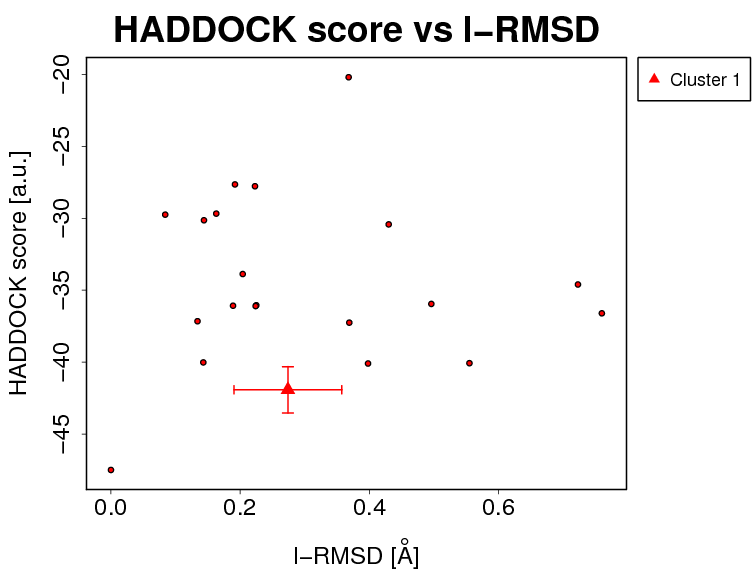 HADDOCK score vs l−RMSD
Cluster 1
HADDOCK score [a.u.]
−20
−25
−30
−35
−40
−45
0.0 0.2 0.4 0.6
l−RMSD [Å]